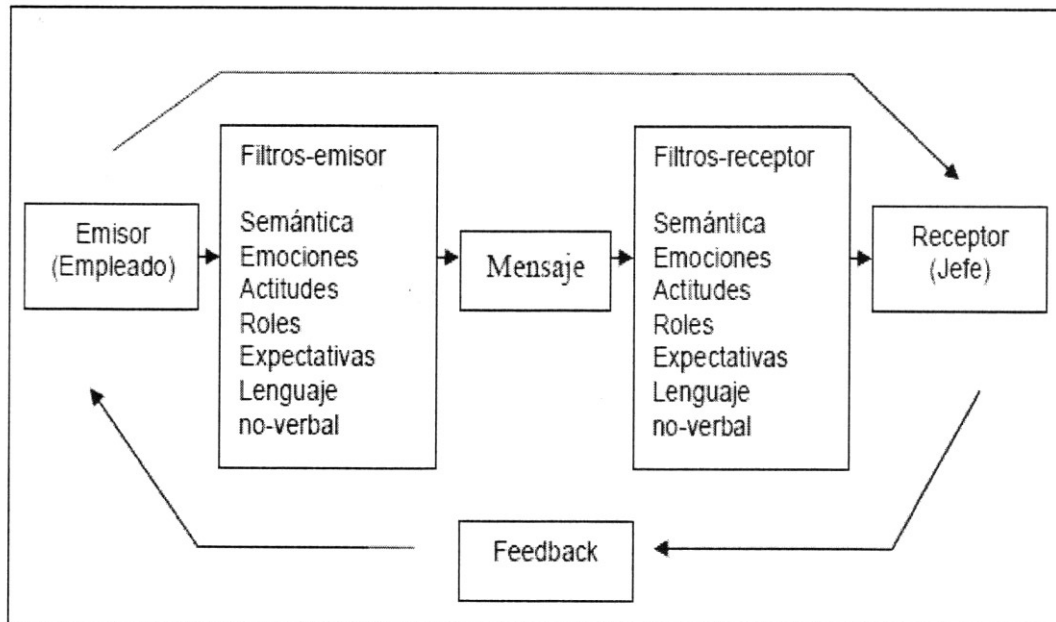 Emisor
(Empleado)
Filtros-emisor
Semántica
Emociones
Actitudes
Roles
Expectativas
Lenguaje
no-verbal
Mensaje
Filtros-receptor
Semántica
Emociones
Actitudes
Roles
Expectativas
Lenguaje
no-verbal
Receptor
(Jefe)
Feedback